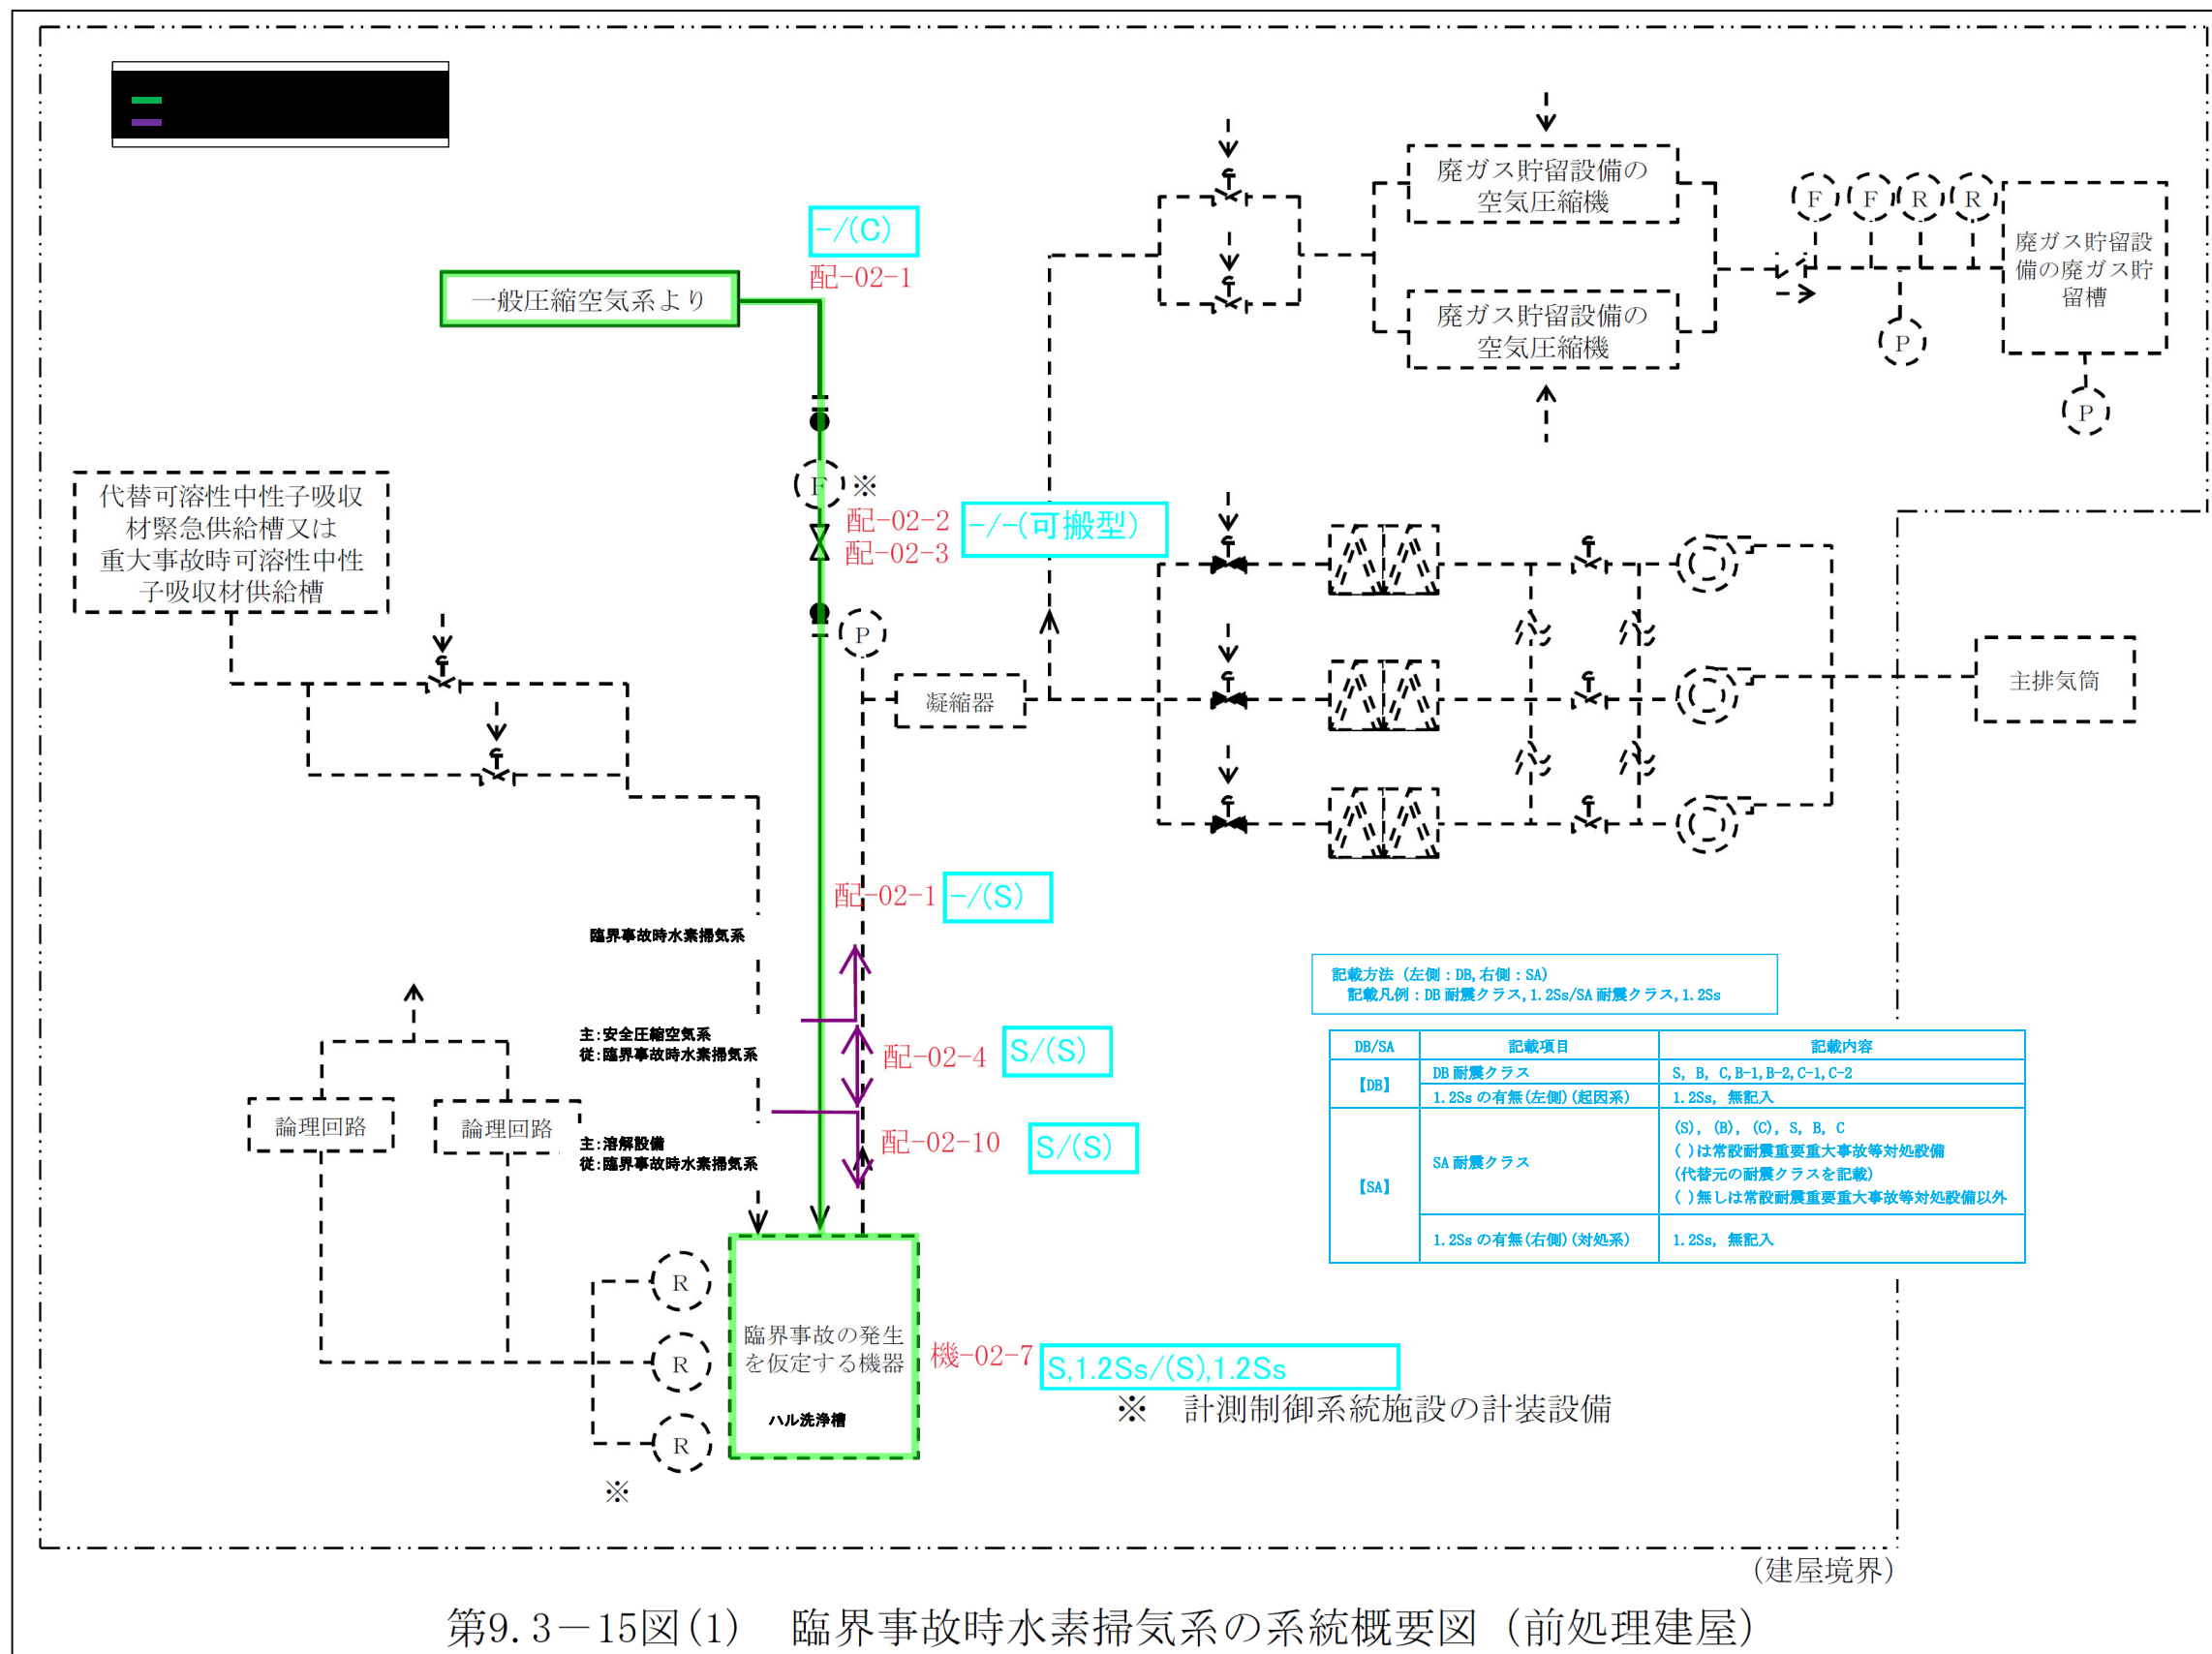 -/(C)
配-02-1
一般圧縮空気系より
廃ガス貯留設備の
空気圧縮機
廃ガス貯留設備の
空気圧縮機
F
F
R
R
廃ガス貯留設
備の廃ガス貯
留槽
P
P
代替可溶性中性子吸収
材緊急供給槽又は
重大事故時可溶性中性
子吸収材供給槽
F
※
配-02-2
配-02-3
-/-(可搬型)
P
凝縮器
主排気筒
配-02-1
-/(S)
臨界事故時水素掃気系
主:安全圧縮空気系
従:臨界事故時水素掃気系
配-02-4
S/(S)
主:溶解設備
従:臨界事故時水素掃気系
配-02-10
S/(S)
論理回路
論理回路
R
R
R
※
臨界事故の発生
を仮定する機器
ハル洗浄槽
機-02-7
S,1.2Ss/(S),1.2Ss
※ 計測制御系統施設の計装設備
記載方法 (左側:DB,右側:SA)
記載凡例:DB 耐震クラス,1.2Ss/SA 耐震クラス,1.2Ss
DB/SA 記載項目 記載内容
【DB】 DB 耐震クラス S, B, C,B-1,B-2,C-1,C-2
1.2Ss の有無(左側)(起因系) 1.2Ss, 無記入
【SA】 SA 耐震クラス (S), (B), (C), S, B, C
( )は常設耐震重要重大事故等対処設備
(代替元の耐震クラスを記載)
( )無しは常設耐震重要重大事故等対処設備以外
1.2Ss の有無(右側)(対処系) 1.2Ss, 無記入
(建屋境界)
第9.3-15図(1) 臨界事故時水素掃気系の系統概要図 (前処理建屋)